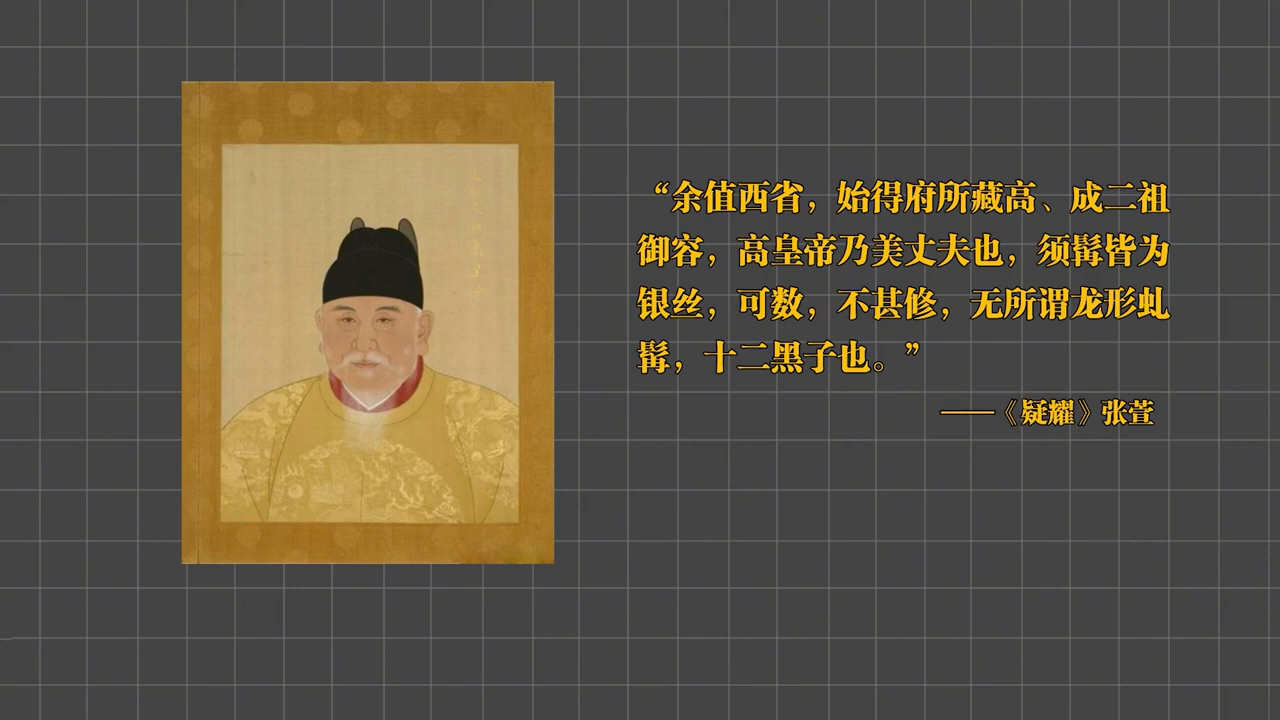 “余值西省，始得府所藏高、成二祖
御容，高皇帝乃美丈夫也，须髯皆为
银丝，可数，不甚修，无所谓龙形虬
髯，十二黑子也。”
——《疑耀》张萱